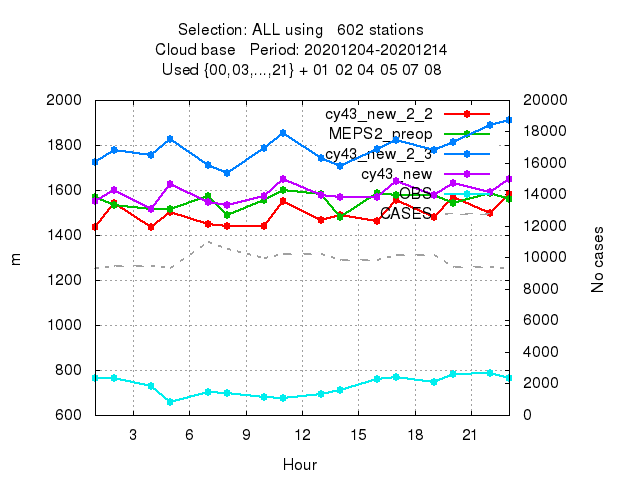 Selection: ALL using   602 stations
Cloud base   Period: 20201204-20201214
Used {00,03,...,21} + 01 02 04 05 07 08
2000
1800
1600
1400
1200
1000
800
600
m
20000
18000
16000
14000
12000
10000
8000
6000
4000
2000
0
No cases
cy43_new_2_2
MEPS2_preop
cy43_new_2_3
cy43_new
OBS
CASES
3 6 9 12 15 18 21
Hour